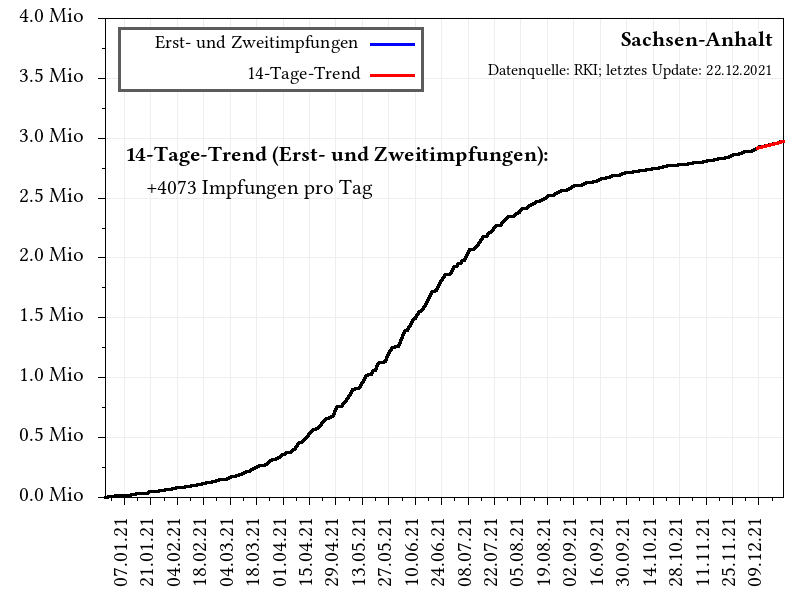 4.0 Mio
3.5 Mio
3.0 Mio
2.5 Mio
2.0 Mio
1.5 Mio
1.0 Mio
0.5 Mio
0.0 Mio
Erst- und Zweitimpfungen
14-Tage-Trend
Sachsen-Anhalt
Datenquelle: RKI; letztes Update: 22.12.2021
14-Tage-Trend (Erst- und Zweitimpfungen):
+4073 Impfungen pro Tag
07.01.21
21.01.21
04.02.21
18.02.21
04.03.21
18.03.21
01.04.21
15.04.21
29.04.21
13.05.21
27.05.21
10.06.21
24.06.21
08.07.21
22.07.21
05.08.21
19.08.21
02.09.21
16.09.21
30.09.21
14.10.21
28.10.21
11.11.21
25.11.21
09.12.21